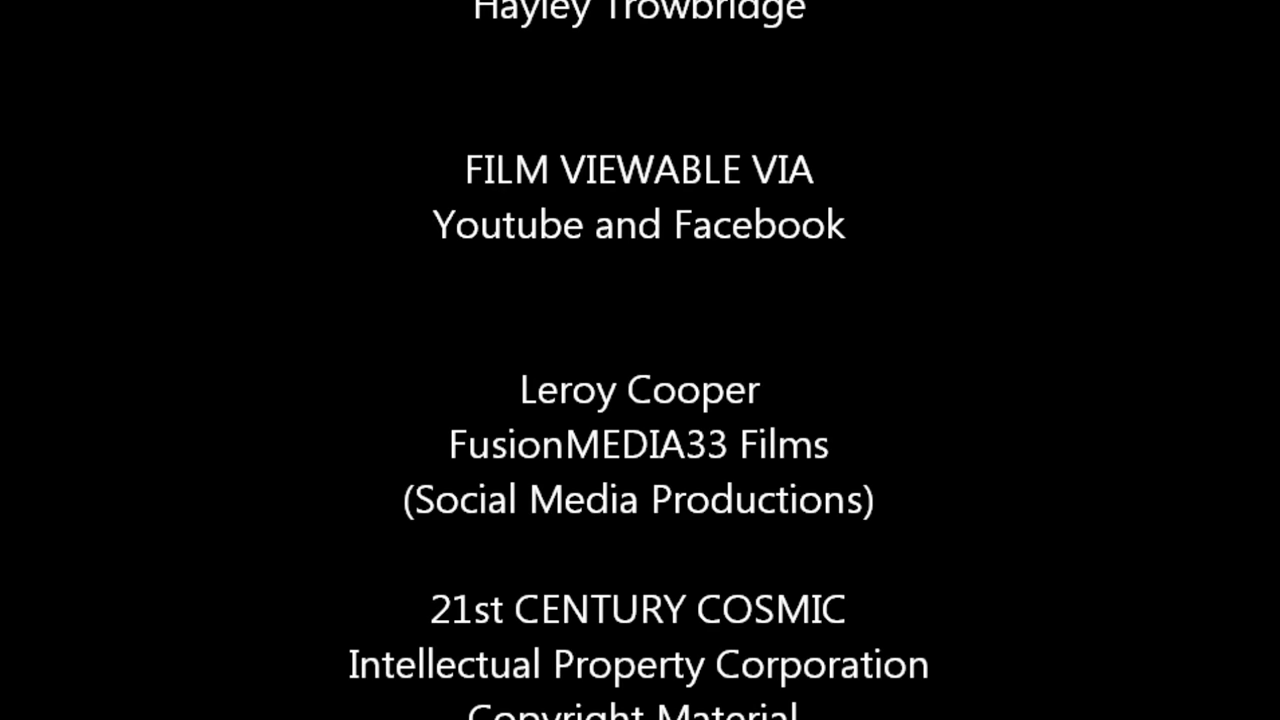 Hayley Trowbridge
FILM VIEWABLE VIA
Youtube and Facebook
Leroy Cooper
FusionMEDIA33 Films
(Social Media Productions)
21st CENTURY COSMIC
Intellectual Property Corporation
Copyright Material